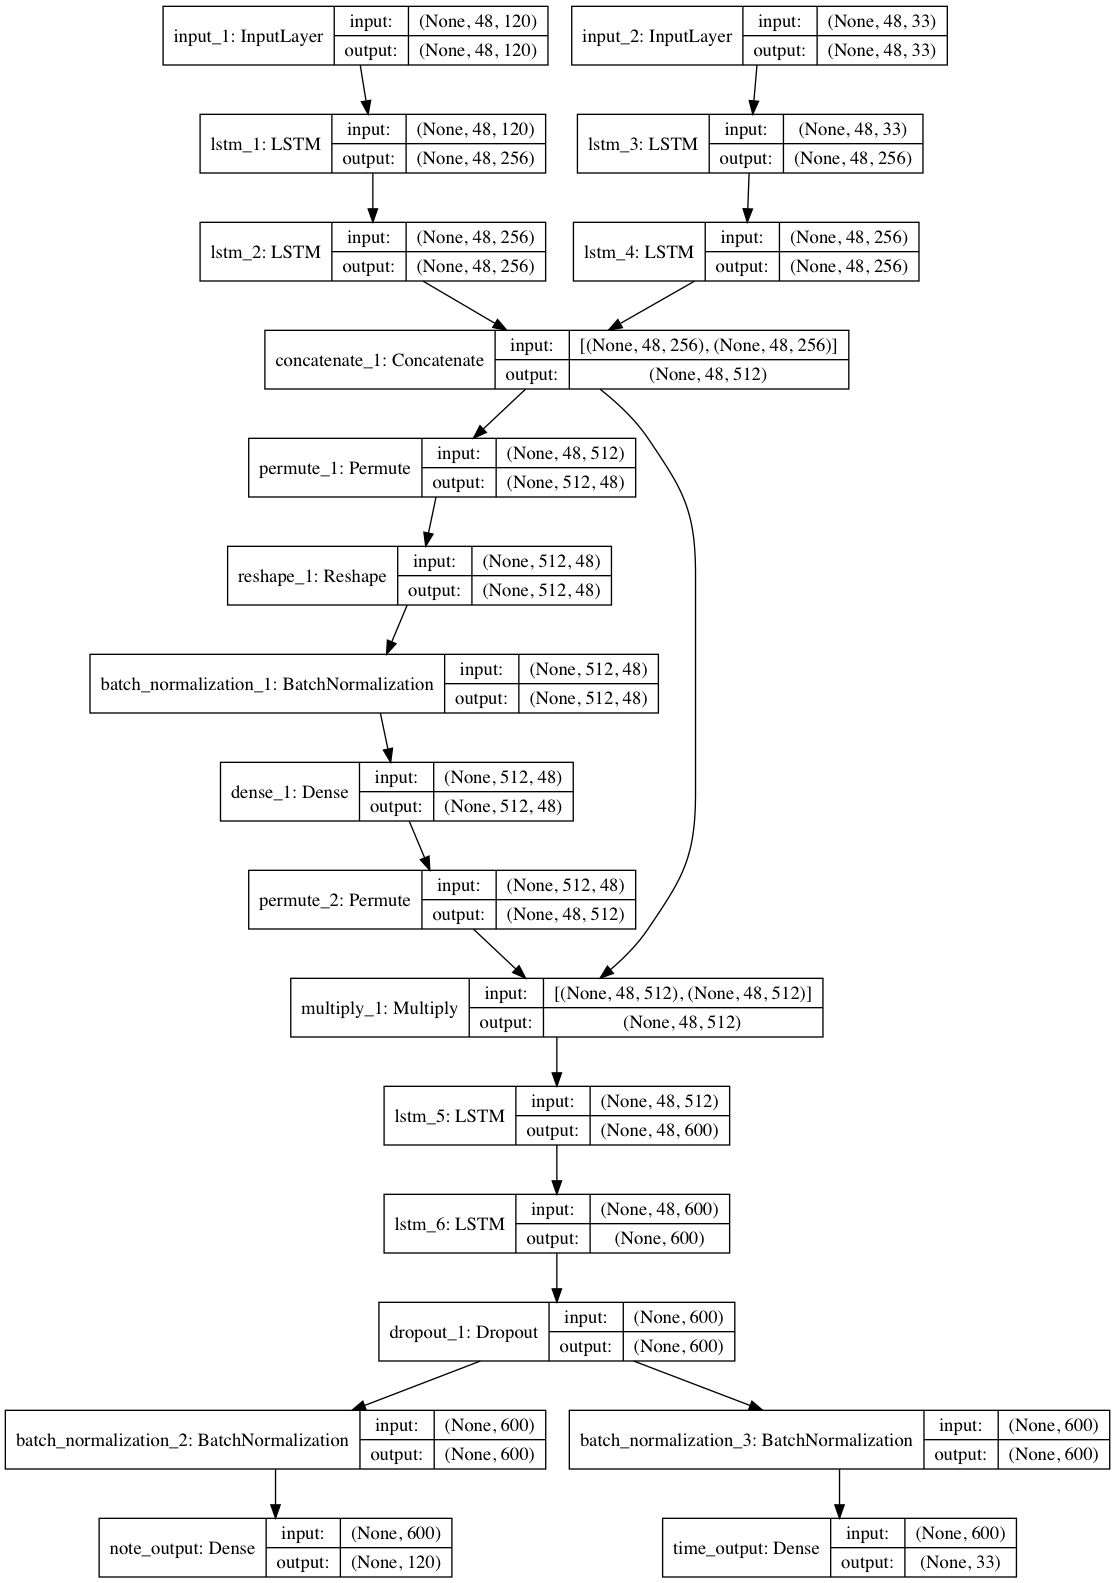 input_1: InputLayer
input: (None, 48, 120)
output: (None, 48, 120)
input_2: InputLayer
input: (None, 48, 33)
output: (None, 48, 33)
lstm_1: LSTM
input: (None, 48, 120)
output: (None, 48, 256)
lstm_3: LSTM
input: (None, 48, 33)
output: (None, 48, 256)
lstm_2: LSTM
input: (None, 48, 256)
output: (None, 48, 256)
lstm_4: LSTM
input: (None, 48, 256)
output: (None, 48, 256)
concatenate_1: Concatenate
input: [(None, 48, 256), (None, 48, 256)]
output: (None, 48, 512)
permute_1: Permute
input: (None, 48, 512)
output: (None, 512, 48)
reshape_1: Reshape
input: (None, 512, 48)
output: (None, 512, 48)
batch_normalization_1: BatchNormalization
input: (None, 512, 48)
output: (None, 512, 48)
dense_1: Dense
input: (None, 512, 48)
output: (None, 512, 48)
permute_2: Permute
input: (None, 512, 48)
output: (None, 48, 512)
multiply_1: Multiply
input: [(None, 48, 512), (None, 48, 512)]
output: (None, 48, 512)
lstm_5: LSTM
input: (None, 48, 512)
output: (None, 48, 600)
lstm_6: LSTM
input: (None, 48, 600)
output: (None, 600)
dropout_1: Dropout
input: (None, 600)
output: (None, 600)
batch_normalization_2: BatchNormalization
input: (None, 600)
output: (None, 600)
batch_normalization_3: BatchNormalization
input: (None, 600)
output: (None, 600)
note_output: Dense
input: (None, 600)
output: (None, 120)
time_output: Dense
input: (None, 600)
output: (None, 33)